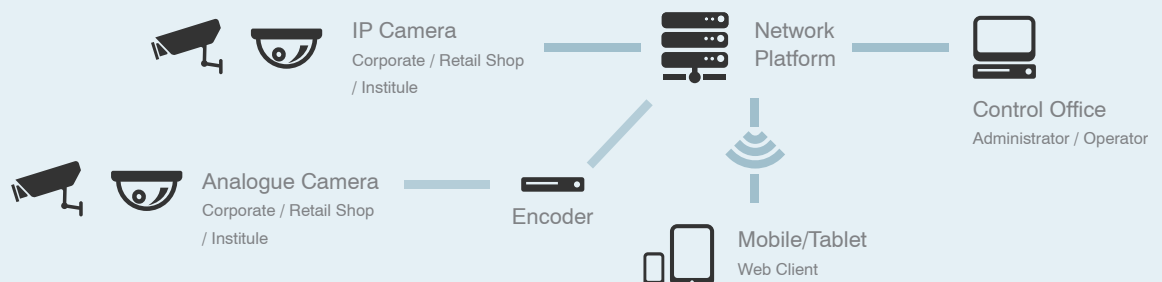 IP Camera
Corporate / Retail Shop
/ Institule
Network
Platform
Control Office
Administrator / Operator
Analogue Camera
Corporate / Retail Shop
/ Institule
Encoder
Mobile/Tablet
Web Client